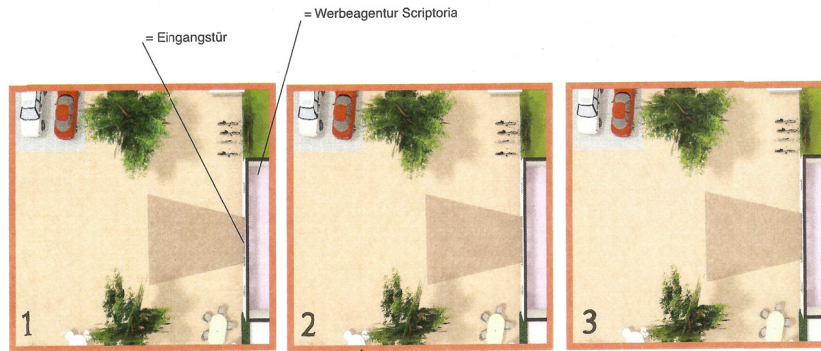 = Werbeagentur Scriptoria
= Eingangstür
1
2
3